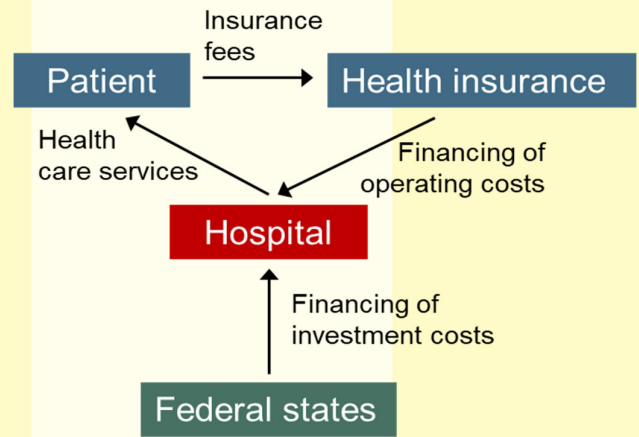 Insurance
fees
Patient
Health insurance
Health
care services
Financing of
operating costs
Hospital
Financing of
investment costs
Federal states